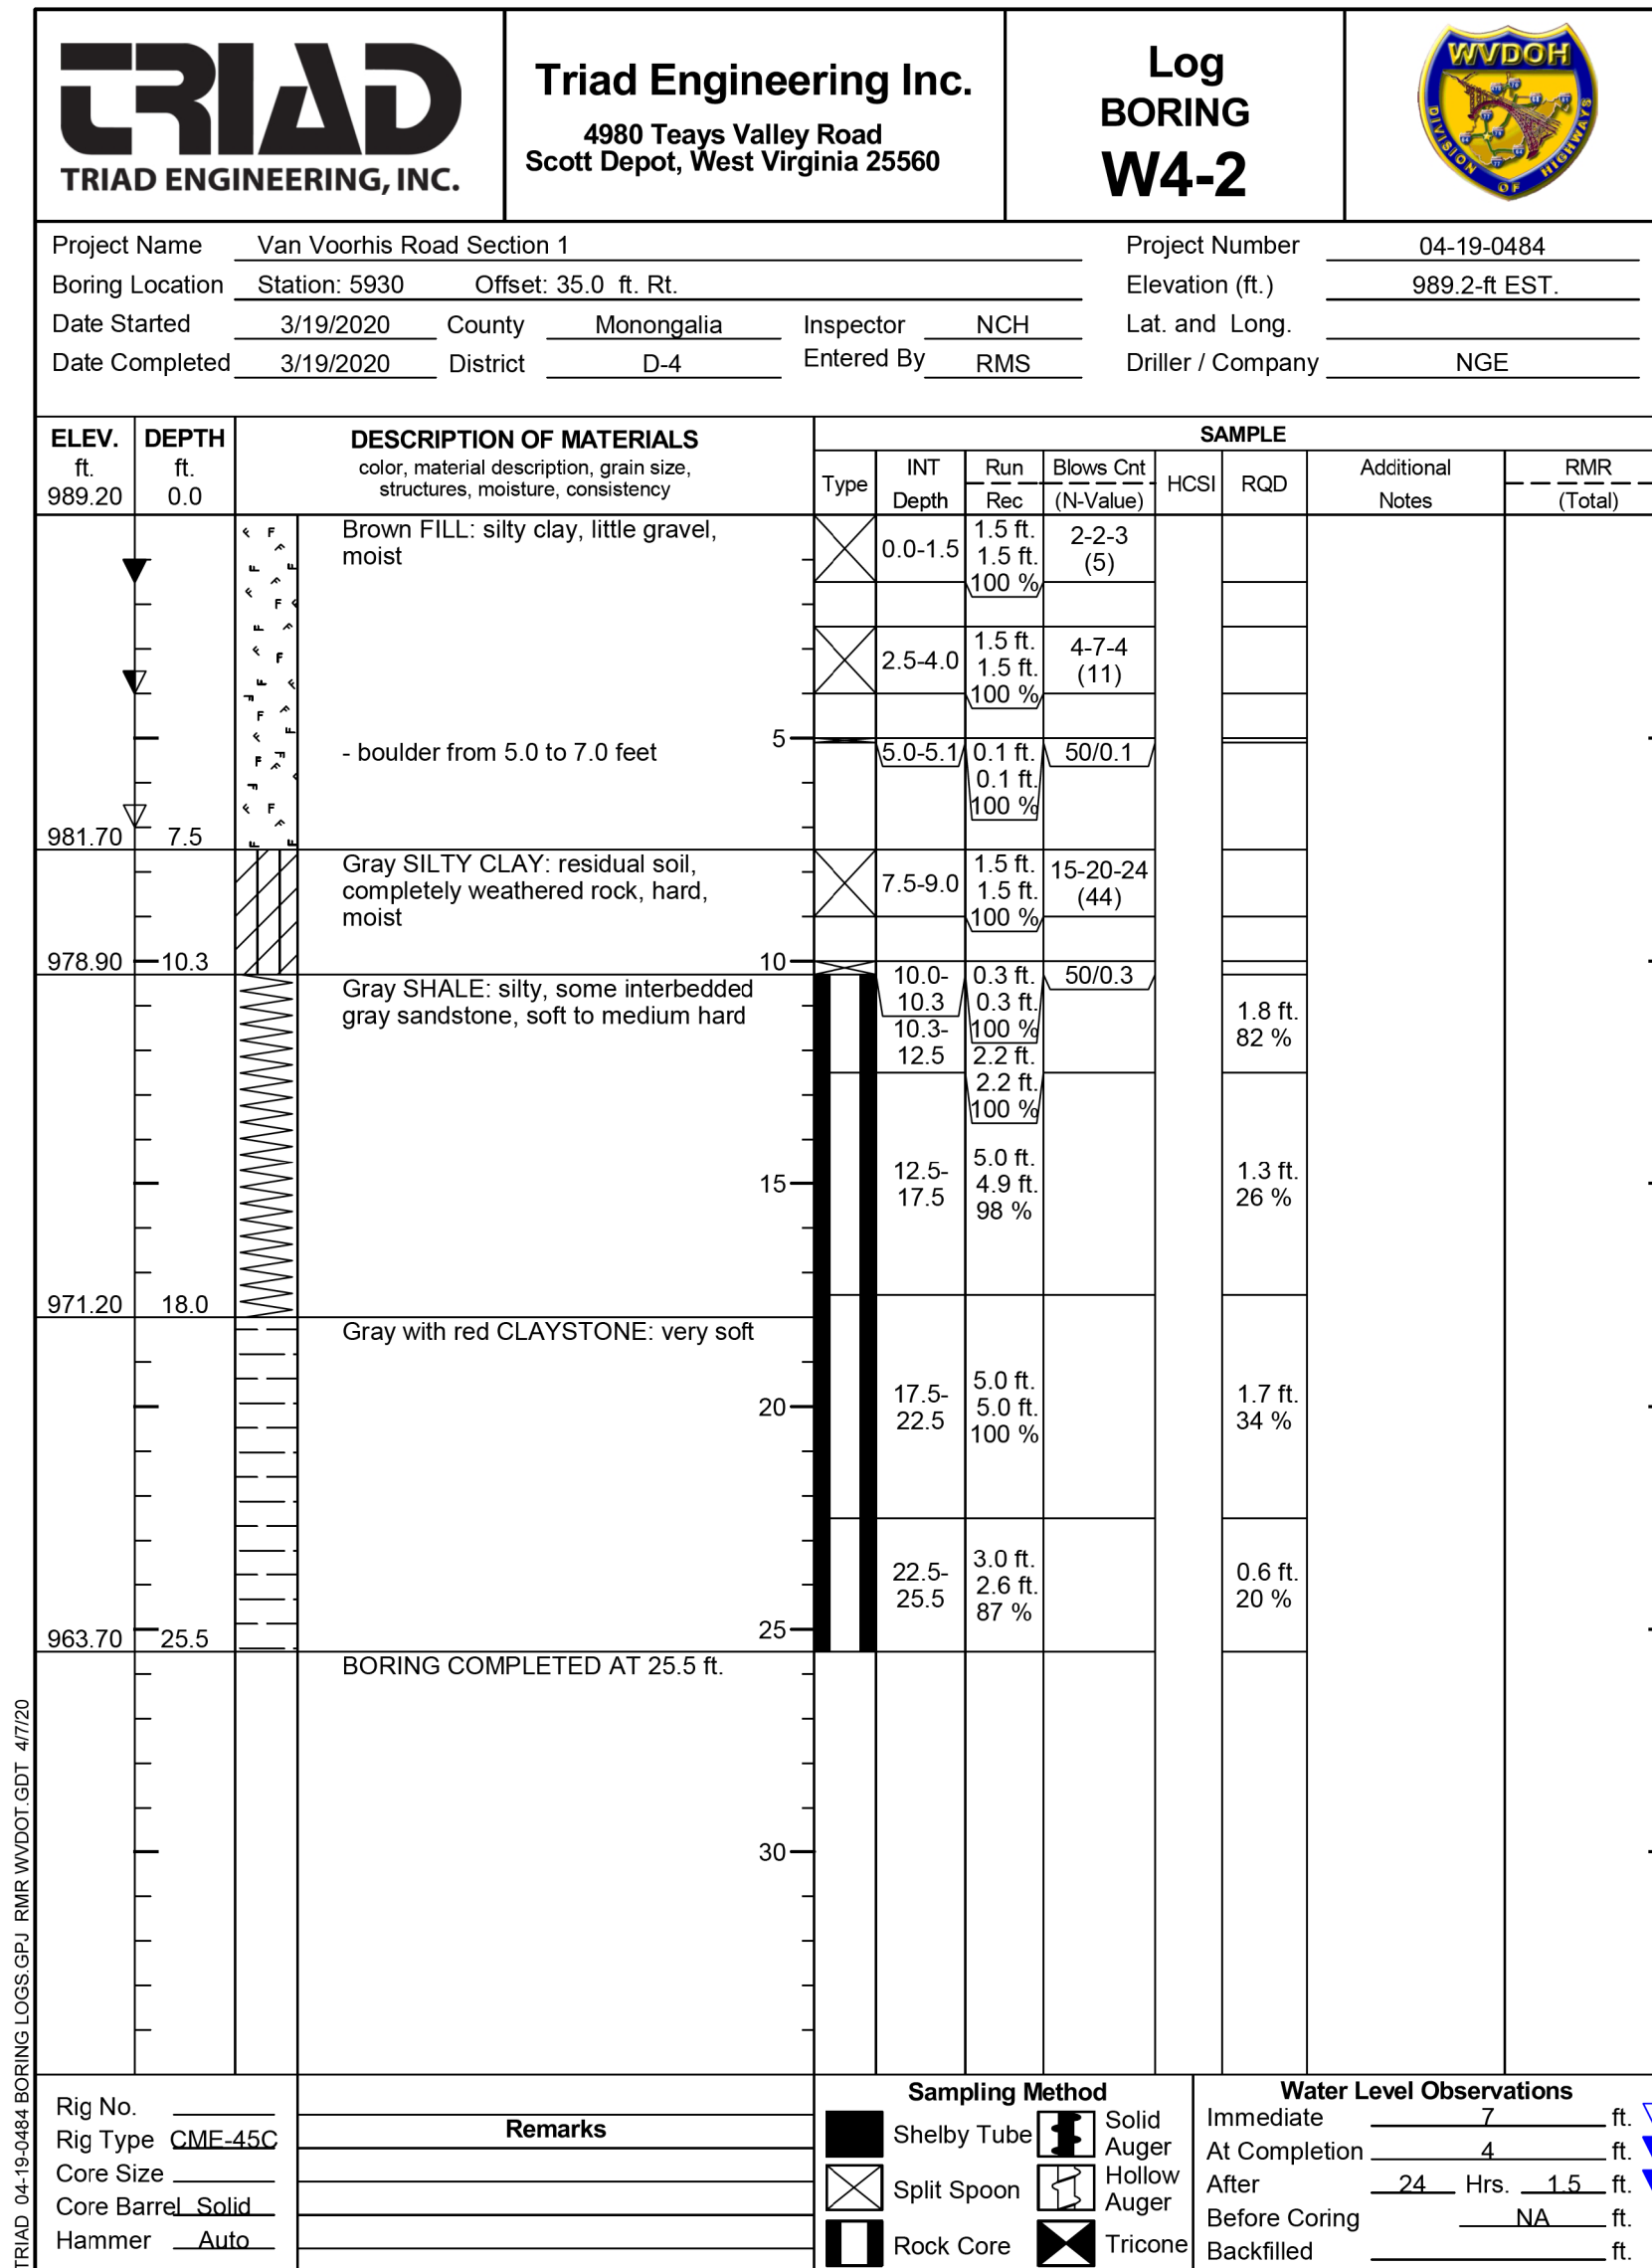 TRIAD
TRIAD ENGINEERING, INC.
Triad Engineering Inc.
4980 Teays Valley Road
Scott Depot, West Virginia 25560
Log
BORING
W4-2
WVDOH
DIVISION OF HIGHWAYS
Project Name Van Voorhis Road Section 1 Project Number 04-19-0484
Boring Location Station: 5930 Offset: 35.0 ft. Rt. Elevation (ft.) 989.2-ft EST.
Date Started 3/19/2020 County Monongalia Inspector NCH Lat. and Long.
Date Completed 3/19/2020 District D-4 Entered By RMS Driller / Company NGE
ELEV. DEPTH DESCRIPTION OF MATERIALS SAMPLE
ft. ft. color, material description, grain size, structures, moisture, consistency
989.20 0.0
Type INT Depth Run Rec Blows Cnt (N-Value) HCSI RQD Additional Notes RMR (Total)
Brown FILL: silty clay, little gravel,
moist
0.0-1.5 1.5 ft. 1.5 ft. 100 % 2-2-3 (5)
2.5-4.0 1.5 ft. 1.5 ft. 100 % 4-7-4 (11)
5
- boulder from 5.0 to 7.0 feet
5.0-5.1 0.1 ft. 0.1 ft. 100 % 50/0.1
981.70 7.5
Gray SILTY CLAY: residual soil,
completely weathered rock, hard,
moist
7.5-9.0 1.5 ft. 1.5 ft. 100 % 15-20-24 (44)
978.90 10.3
10
10.0-10.3 0.3 ft. 0.3 ft. 100 % 50/0.3
Gray SHALE: silty, some interbedded
gray sandstone, soft to medium hard
10.3-12.5 2.2 ft. 2.2 ft. 100 % 1.8 ft. 82 %
15
12.5-17.5 5.0 ft. 4.9 ft. 98 % 1.3 ft. 26 %
971.20 18.0
Gray with red CLAYSTONE: very soft
20
17.5-22.5 5.0 ft. 5.0 ft. 100 % 1.7 ft. 34 %
22.5-25.5 3.0 ft. 2.6 ft. 87 % 0.6 ft. 20 %
25
963.70 25.5
BORING COMPLETED AT 25.5 ft.
30
TRIAD 04-19-0484 BORING LOGS.GPJ RMR WVDOT.GDT 4/7/20
Rig No.
Rig Type CME-45C
Core Size
Core Barrel Solid
Hammer Auto
Remarks
Sampling Method
Shelby Tube Solid Auger
Split Spoon Hollow Auger
Rock Core Tricone
Water Level Observations
Immediate 7 ft.
At Completion 4 ft.
After 24 Hrs. 1.5 ft.
Before Coring NA ft.
Backfilled ft.